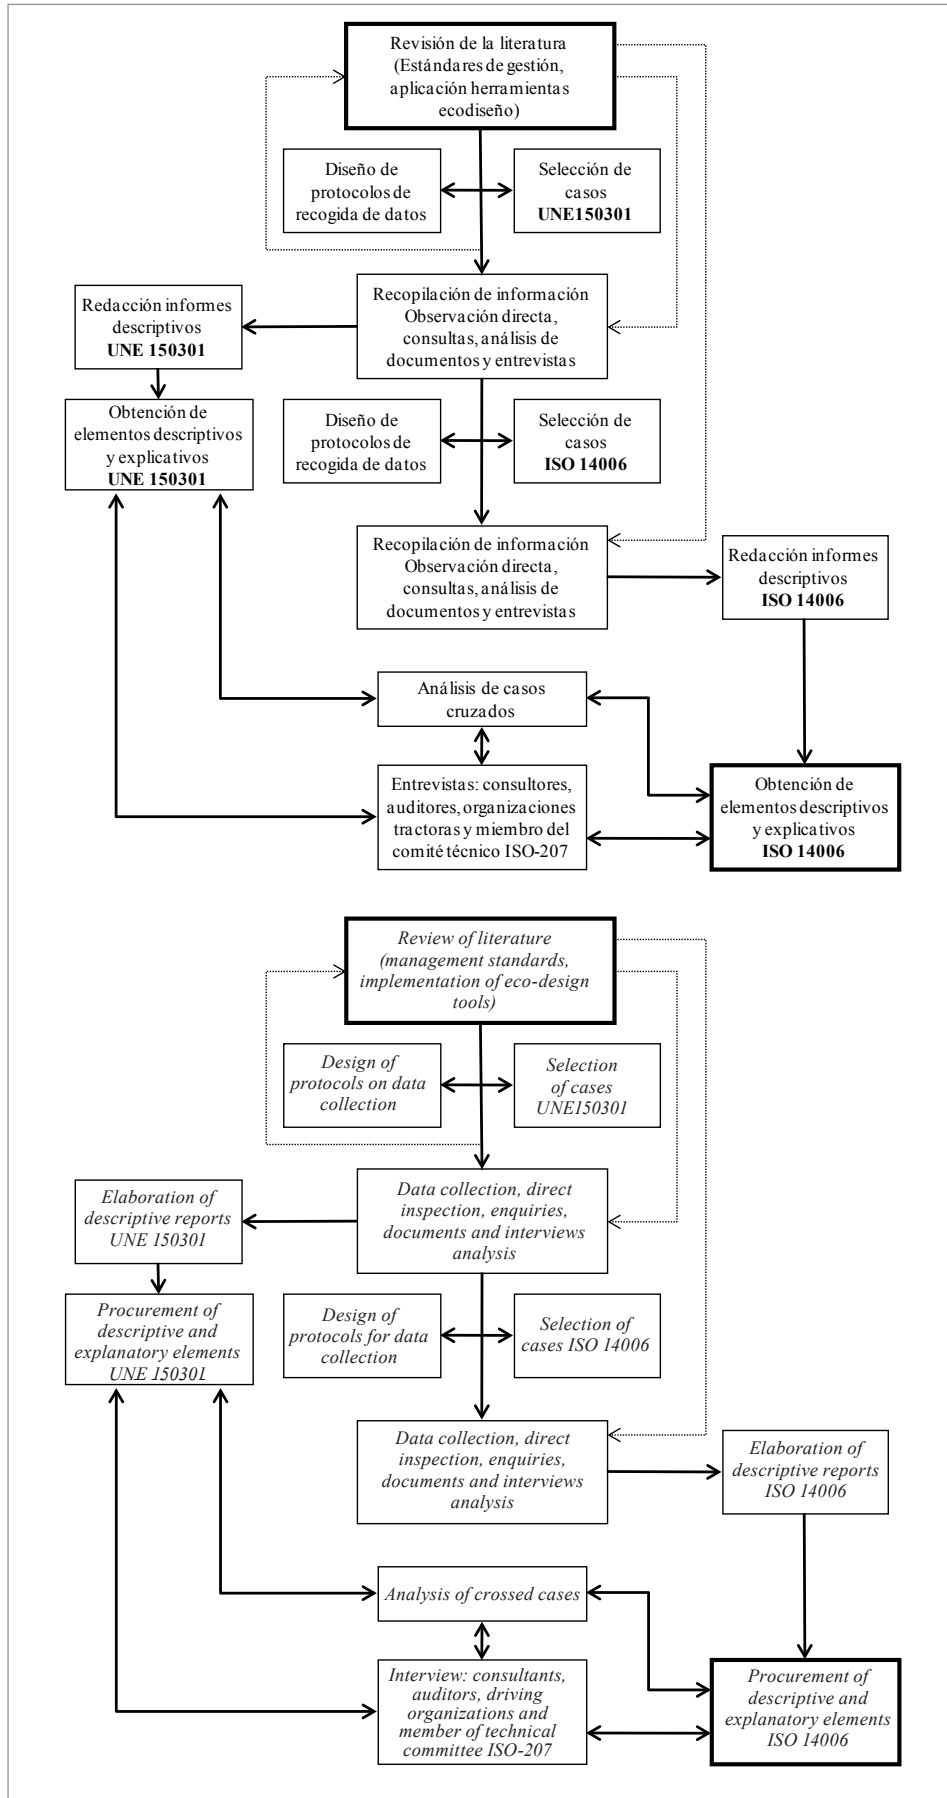 Revisión de la literatura
(Estándares de gestión,
aplicación herramientas
ecodiseño)
Diseño de
protocolos de
recogida de datos
Selección de
casos
UNE150301
Recopilación de información
Observación directa,
consultas, análisis de
documentos y entrevistas
Redacción informes
descriptivos
UNE 150301
Obtención de
elementos descriptivos
y explicativos
UNE 150301
Diseño de
protocolos de
recogida de datos
Selección de
casos
ISO 14006
Recopilación de información
Observación directa,
consultas, análisis de
documentos y entrevistas
Redacción informes
descriptivos
ISO 14006
Análisis de casos
cruzados
Entrevistas: consultores,
auditores, organizaciones
tractoras y miembro del
comité técnico ISO-207
Obtención de
elementos descriptivos
y explicativos
ISO 14006
Review of literature
(management standards,
implementation of eco-design
tools)
Design of
protocols on data
collection
Selection
of cases
UNE150301
Data collection, direct
inspection, enquiries,
documents and interviews
analysis
Elaboration of
descriptive reports
UNE 150301
Procurement of
descriptive and
explanatory elements
UNE 150301
Design of
protocols for data
collection
Selection of
cases ISO 14006
Data collection, direct
inspection, enquiries,
documents and interviews
analysis
Elaboration of
descriptive reports
ISO 14006
Analysis of crossed cases
Interview: consultants,
auditors, driving
organizations and
member of technical
committee ISO-207
Procurement of
descriptive and
explanatory elements
ISO 14006